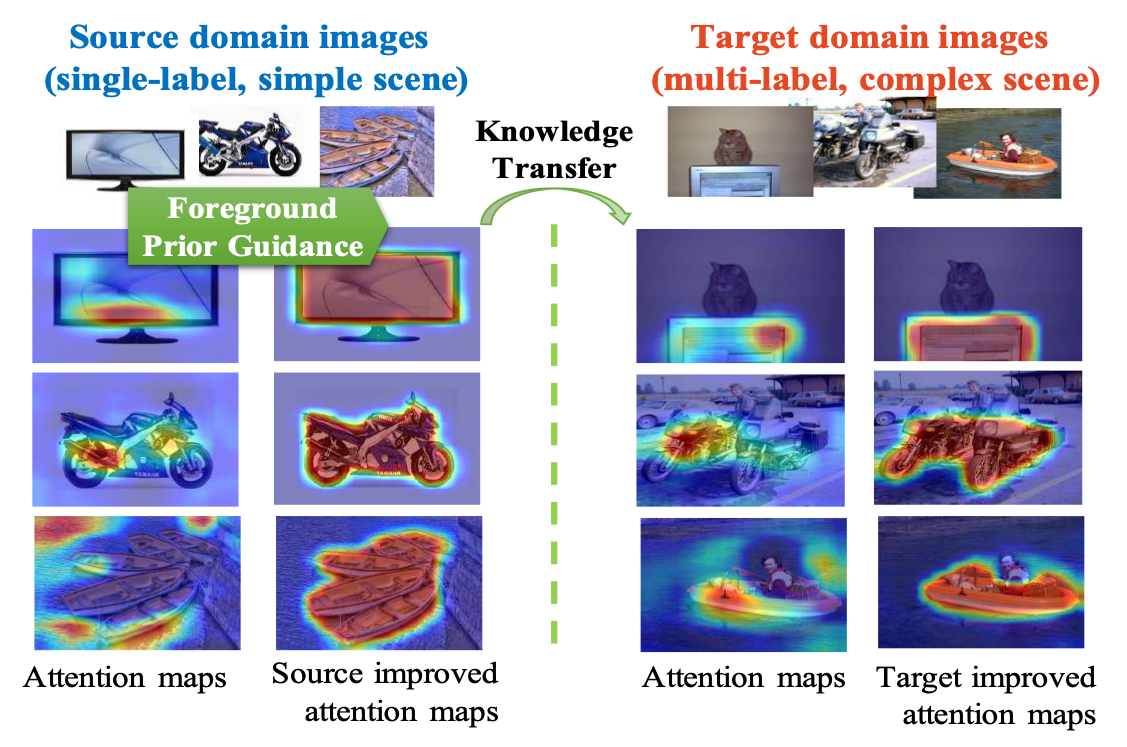 Source domain images
(single-label, simple scene)
Target domain images
(multi-label, complex scene)
Knowledge
Transfer
Foreground
Prior Guidance
YAMAHA
Attention maps
Source improved
attention maps
Attention maps
Target improved
attention maps